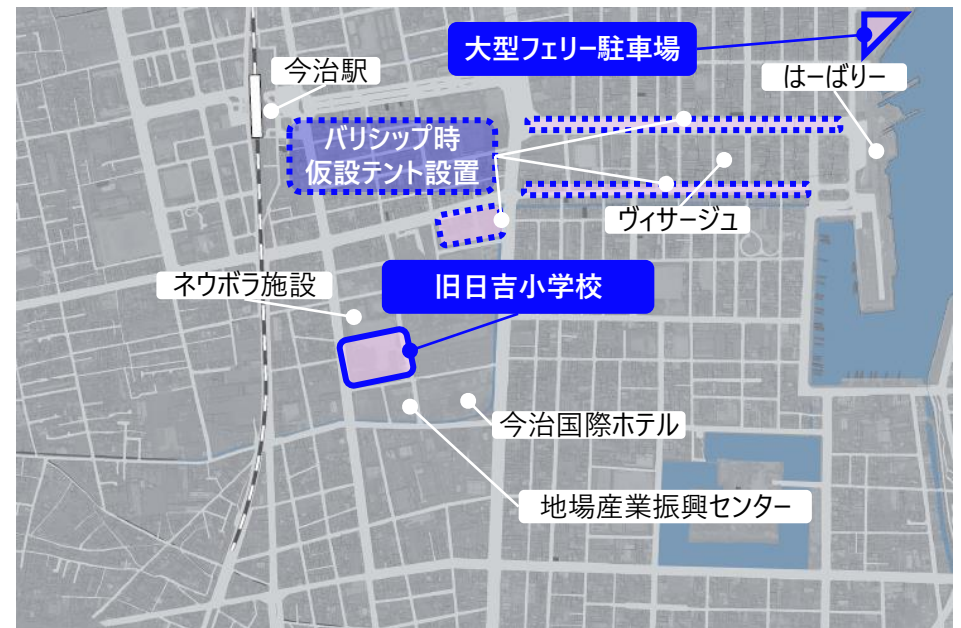 大型フェリー駐車場
今治駅
はーばりー
バリシップ時
仮設テント設置
ヴィサージュ
ネウボラ施設
旧日吉小学校
今治国際ホテル
地場産業振興センター